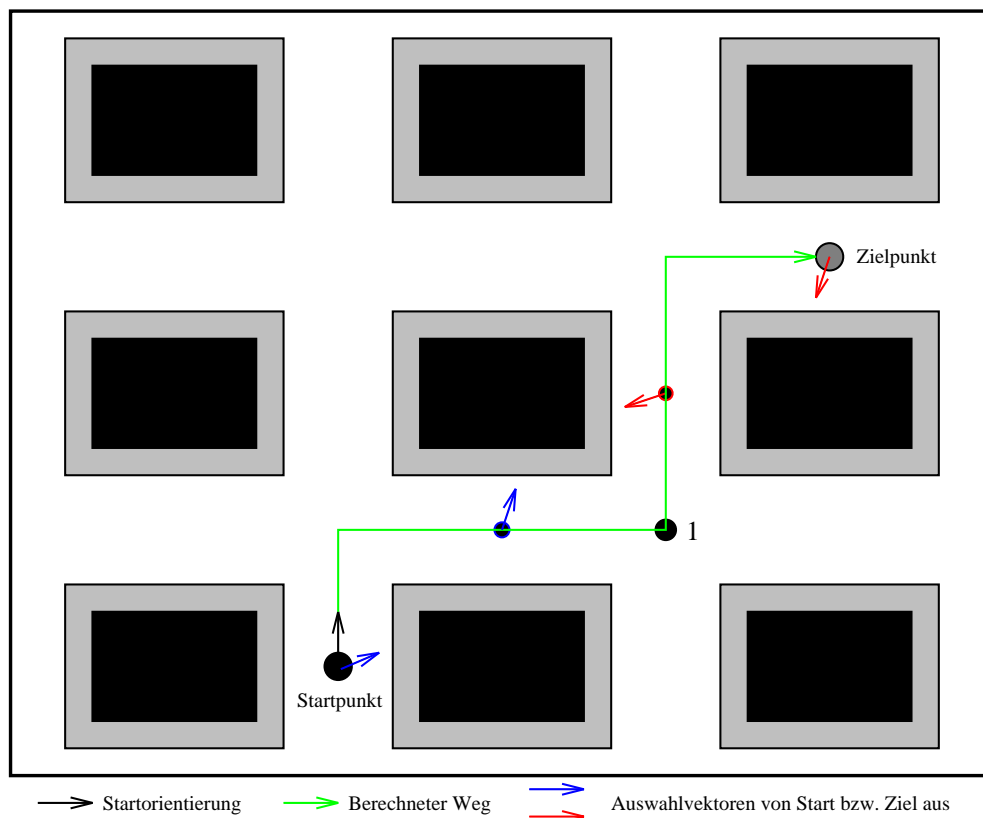 Zielpunkt
1
Startpunkt
Startorientierung
Berechneter Weg
Auswahlvektoren von Start bzw. Ziel aus